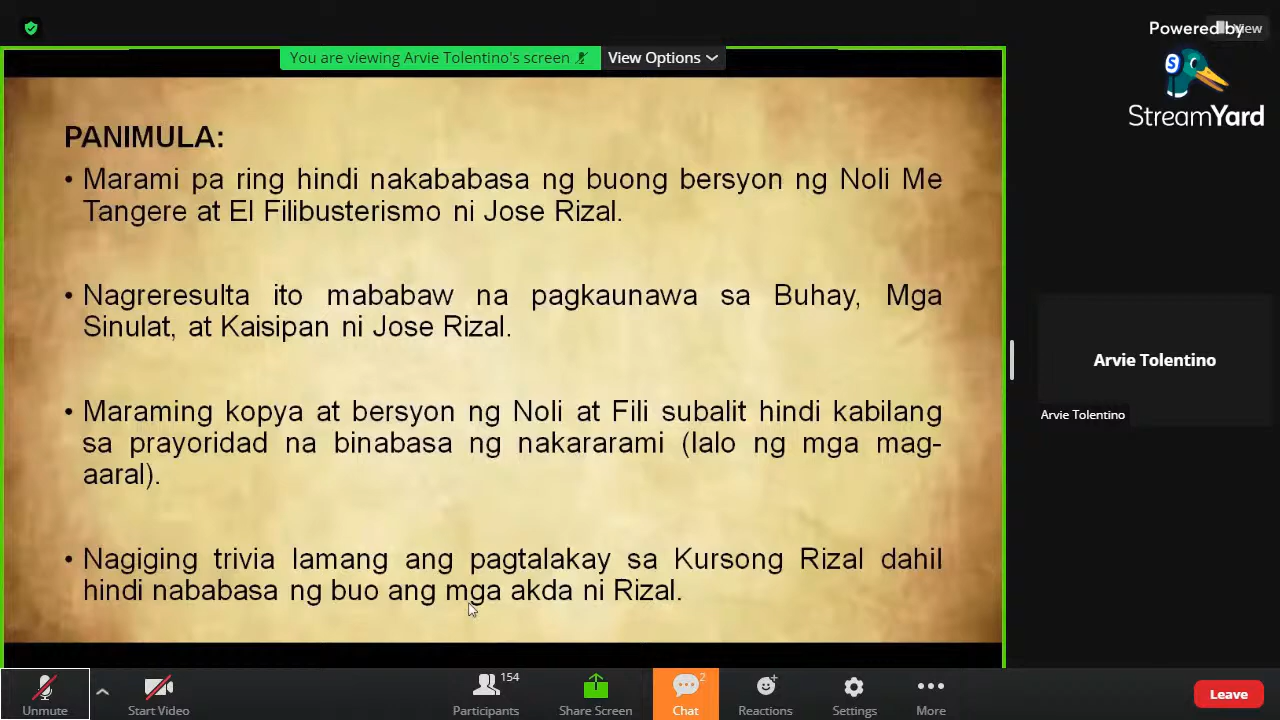 Powered by
View
You are viewing Arvie Tolentino's screen
View Options
StreamYard
PANIMULA:
• Marami pa ring hindi nakababasa ng buong bersyon ng Noli Me
Tangere at El Filibusterismo ni Jose Rizal.
• Nagreresulta ito mababaw na pagkaunawa sa Buhay, Mga
Sinulat, at Kaisipan ni Jose Rizal.
• Maraming kopya at bersyon ng Noli at Fili subalit hindi kabilang
sa prayoridad na binabasa ng nakararami (lalo ng mga mag-
aaral).
• Nagiging trivia lamang ang pagtalakay sa Kursong Rizal dahil
hindi nababasa ng buo ang mga akda ni Rizal.
Arvie Tolentino
Arvie Tolentino
Unmute
Start Video
154
Participants
Share Screen
2
Chat
Reactions
Settings
More
Leave